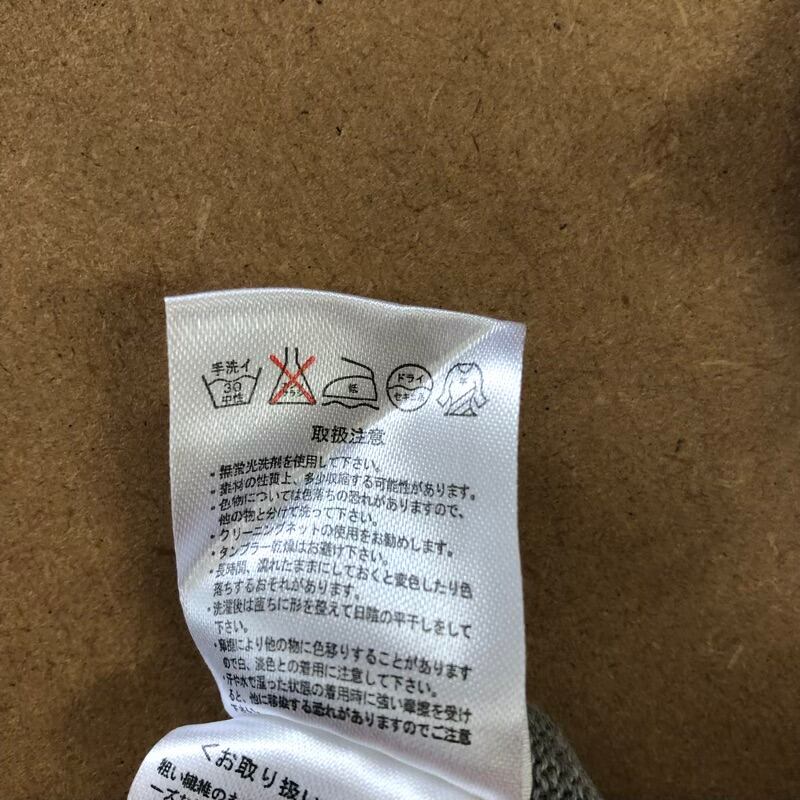 手洗イ
30
中性
エンソ
サラシ
低
ドライ
セキユ系
取扱注意
・無蛍光洗剤を使用して下さい。
・素材の性質上、多少収縮する可能性があります。
・色物については色落ちの恐れがありますので、
他の物と分けて洗って下さい。
・クリーニングネットの使用をお勧めします。
・タンブラー乾燥はお避け下さい。
・長時間、濡れたままにしておくと変色したり色
落ちするおそれがあります。
・洗濯後は直ちに形を整えて日陰の平干しをして
下さい。
・摩擦により他の物に色移りすることがあります
ので白、淡色との着用に注意して下さい。
・汗や水で湿った状態の着用時に強い摩擦を受け
ると、他に移染する恐れがありますのでご注意
くお取り扱い
粗い繊維の